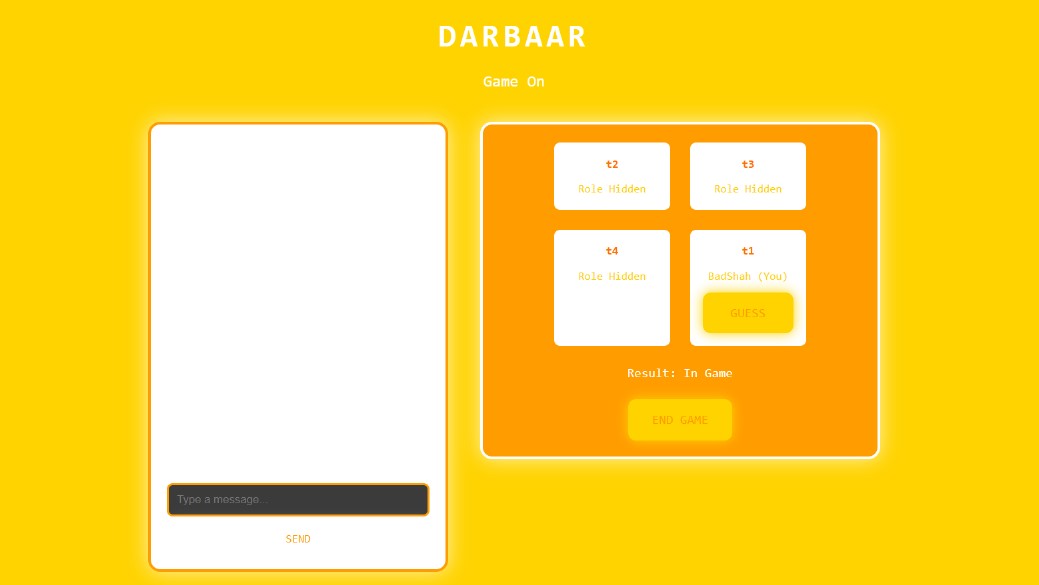 DARBAAR
Game On
Type a message...
SEND
t2
Role Hidden
t3
Role Hidden
t4
Role Hidden
t1
BadShah (You)
GUESS
Result: In Game
END GAME